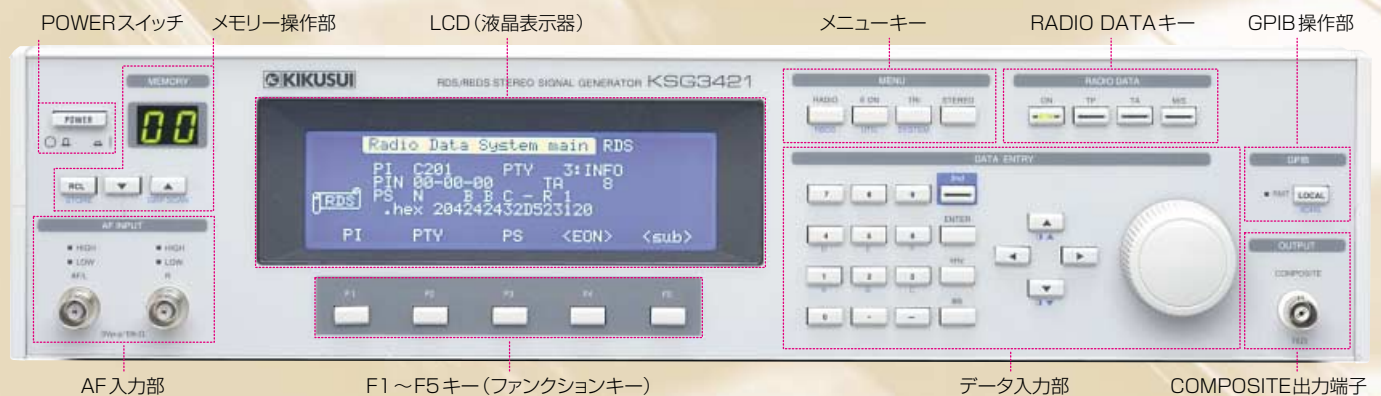 POWERスイッチ
メモリー操作部
LCD（液晶表示器）
メニューキー
RADIO DATAキー
GPIB操作部
MEMORY
KIKUSUI
RDS/RBDS STEREO SIGNAL GENERATOR KSG3421
MENU
RADIO DATA
POWER
00
RADIO
TRI
STEREO
RBDS
UTIL
SYSTEM
ON
TP
TA
M/S
Radio Data System main RDS
PI C201 PTY 3:INFO
PIN 00-00-00 TA 8
PS N B B C - R 1
RDS
.hex 204242432D523120
PI PTY PS <EON> <sub>
RCL
STORE
DATA ENTRY
7 8 9
ENTER
4 5 6
1 2 3
0 . −
GPIB
RMT LOCAL
AF INPUT
HIGH HIGH
LOW LOW
AF/L R
F1 F2 F3 F4 F5
OUTPUT
COMPOSITE
AF入力部
F1～F5キー（ファンクションキー）
データ入力部
COMPOSITE出力端子